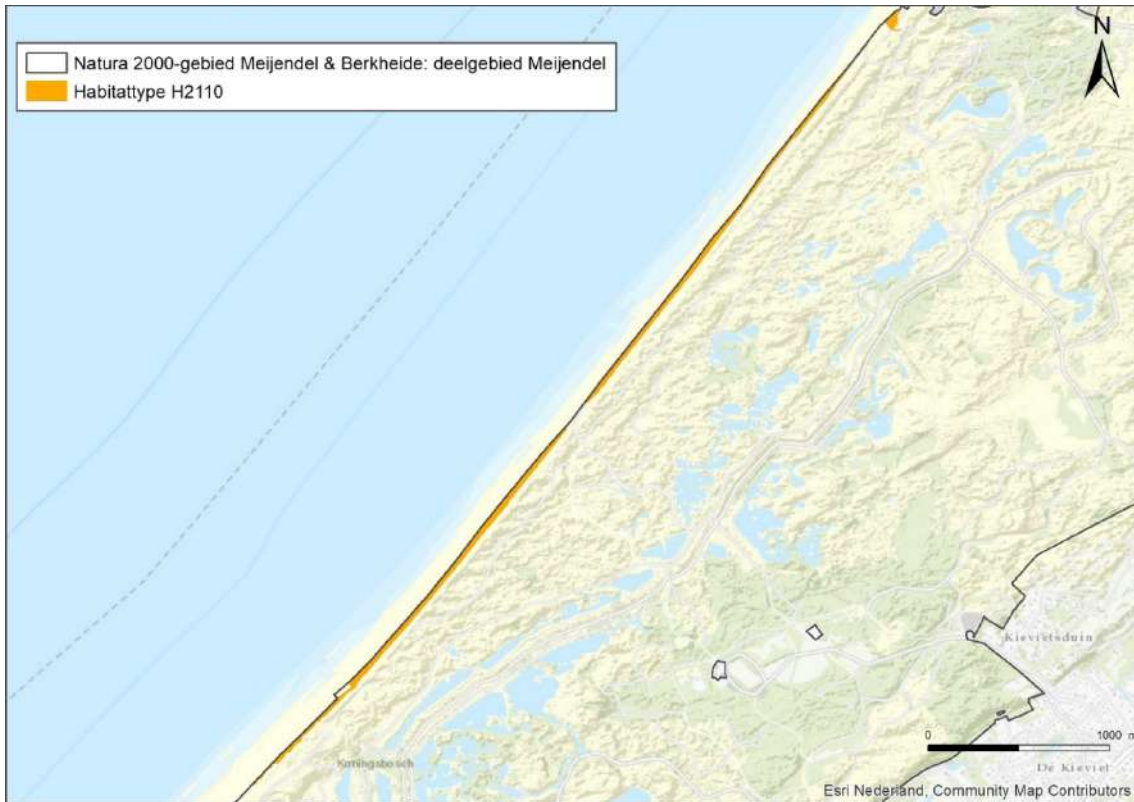 Natura 2000-gebied Meijendel & Berkheide: deelgebied Meijendel
Habitattype H2110
N
Kievietsduin
0 1000 m
Koningsbosch
De Kieviet
Esri Nederland, Community Map Contributors